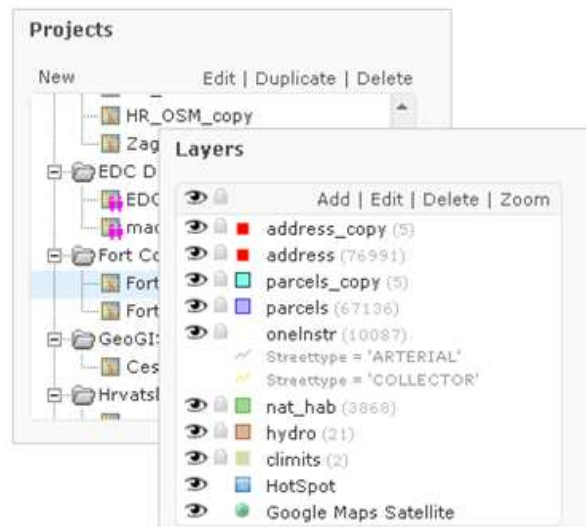 Projects
New Edit | Duplicate | Delete
HR_OSM_copy
Zag
EDC D
EDC
mac
Fort Co
Fort
Fort
GeoGIS
Ces
Hrvatsk
Layers
Add | Edit | Delete | Zoom
address_copy (5)
address (76991)
parcels_copy (5)
parcels (67136)
onelnstr (10087)
Streettype = 'ARTERIAL'
Streettype = 'COLLECTOR'
nat_hab (3868)
hydro (21)
climits (2)
HotSpot
Google Maps Satellite